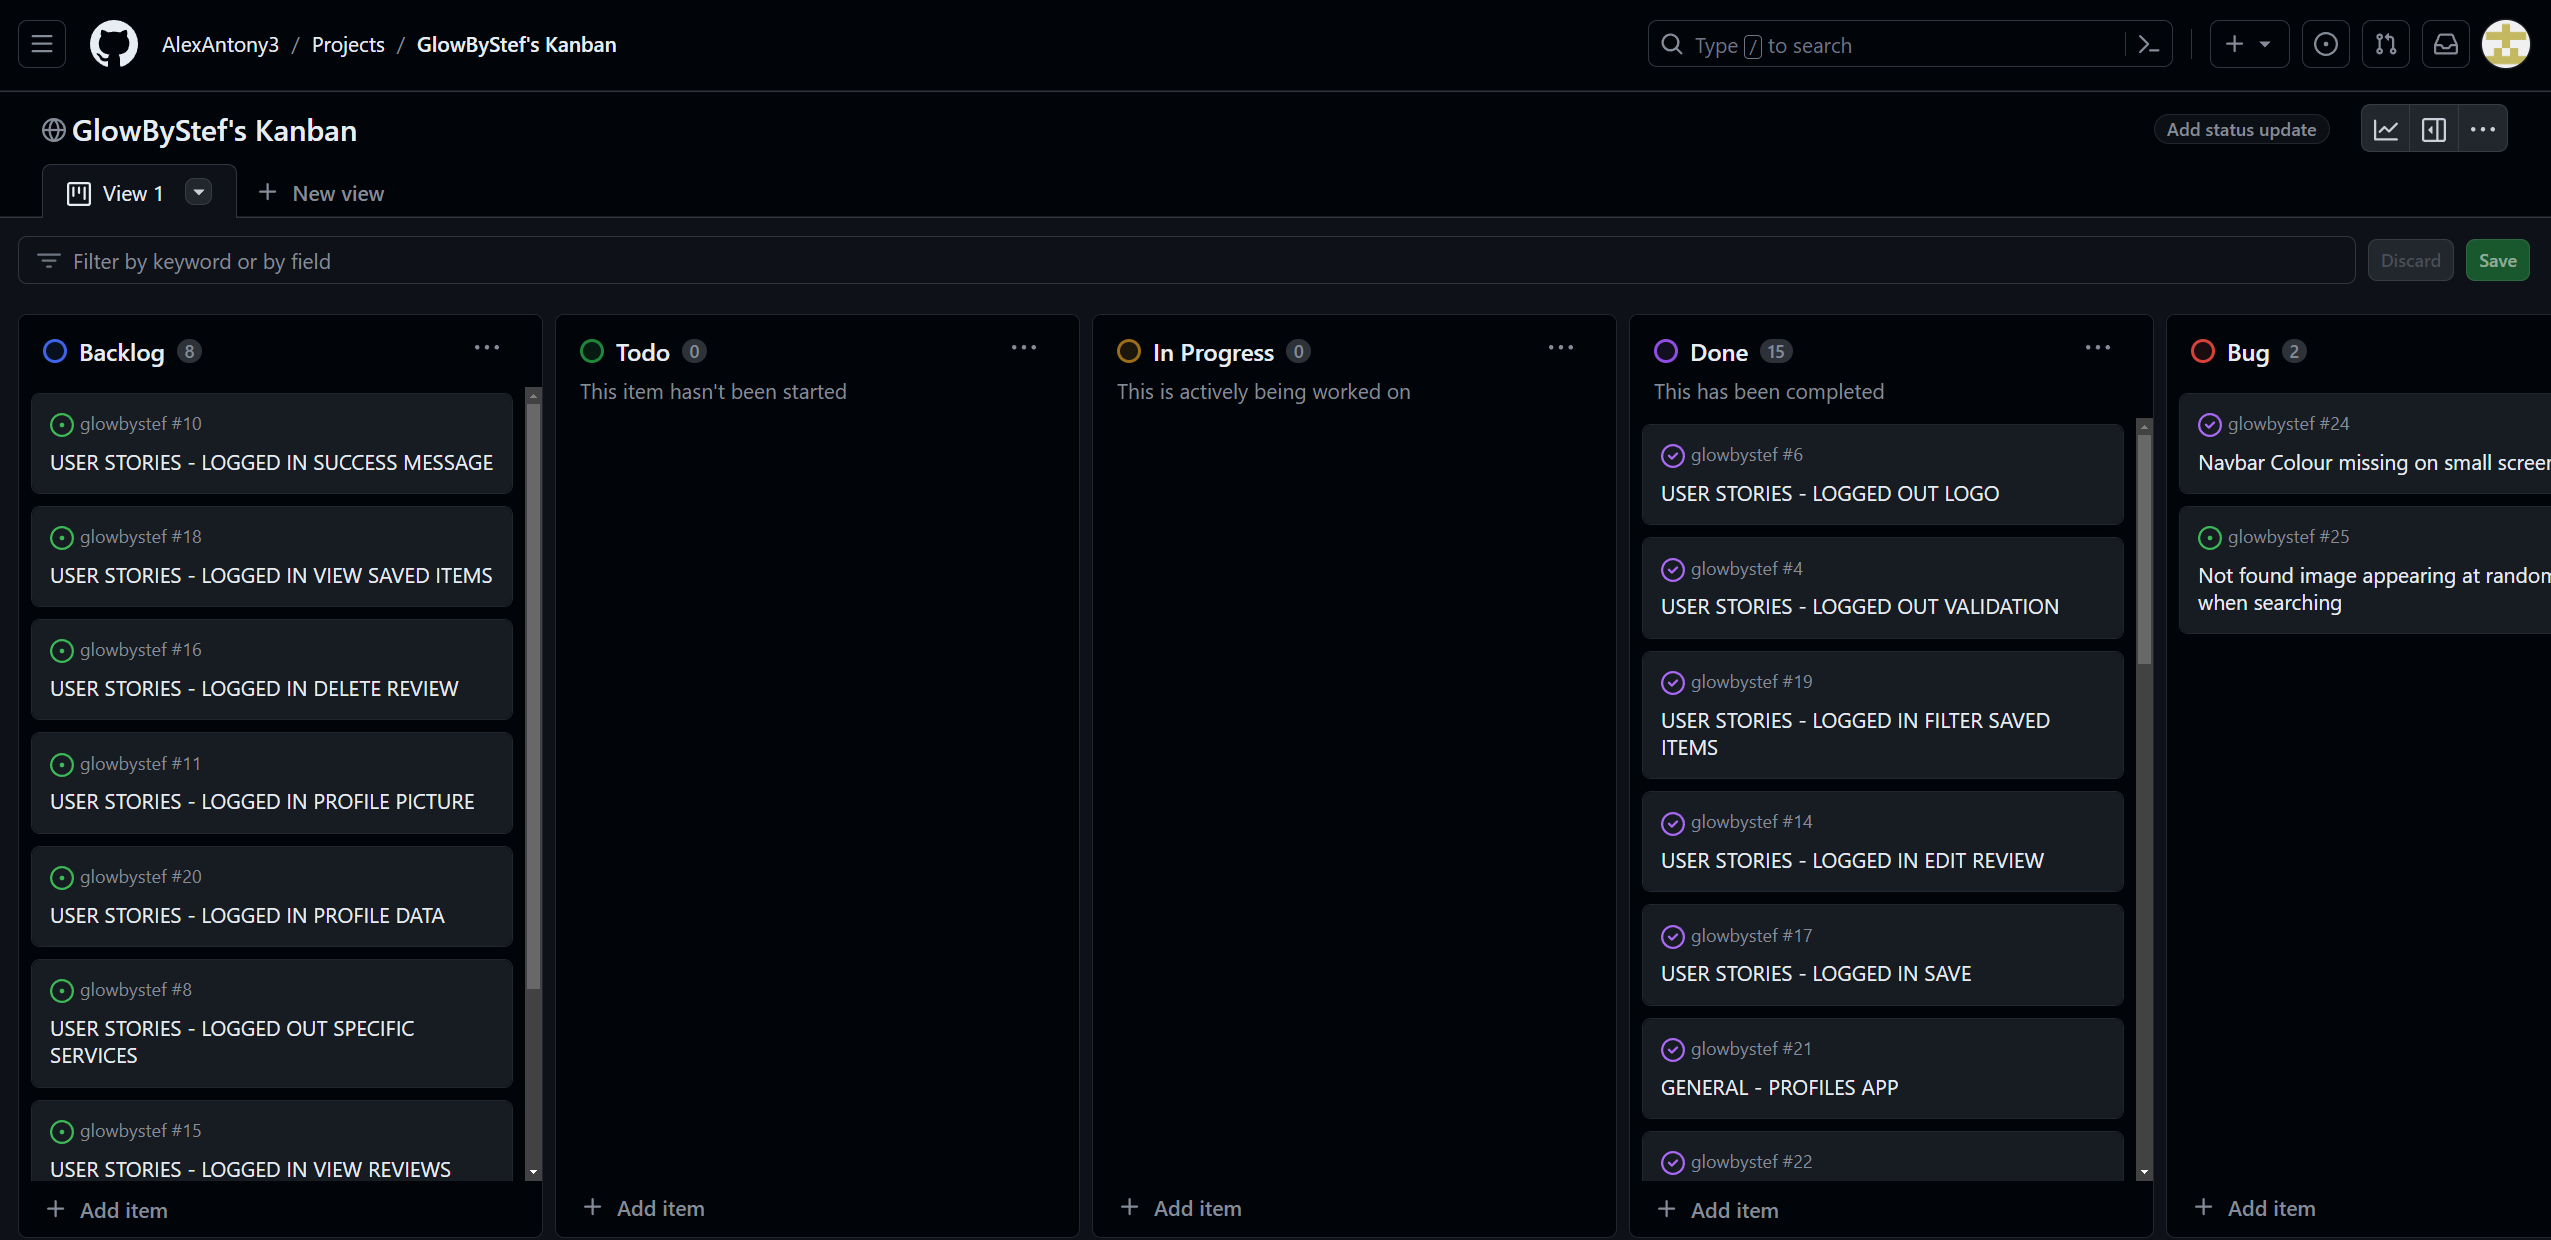 AlexAntony3 / Projects / GlowByStef's Kanban
Type / to search
GlowByStef's Kanban
Add status update
View 1
New view
Filter by keyword or by field
Discard
Save
Backlog 8
glowbystef #10
USER STORIES - LOGGED IN SUCCESS MESSAGE
glowbystef #18
USER STORIES - LOGGED IN VIEW SAVED ITEMS
glowbystef #16
USER STORIES - LOGGED IN DELETE REVIEW
glowbystef #11
USER STORIES - LOGGED IN PROFILE PICTURE
glowbystef #20
USER STORIES - LOGGED IN PROFILE DATA
glowbystef #8
USER STORIES - LOGGED OUT SPECIFIC
SERVICES
glowbystef #15
USER STORIES - LOGGED IN VIEW REVIEWS
Add item
Todo 0
This item hasn't been started
Add item
In Progress 0
This is actively being worked on
Add item
Done 15
This has been completed
glowbystef #6
USER STORIES - LOGGED OUT LOGO
glowbystef #4
USER STORIES - LOGGED OUT VALIDATION
glowbystef #19
USER STORIES - LOGGED IN FILTER SAVED
ITEMS
glowbystef #14
USER STORIES - LOGGED IN EDIT REVIEW
glowbystef #17
USER STORIES - LOGGED IN SAVE
glowbystef #21
GENERAL - PROFILES APP
glowbystef #22
Add item
Bug 2
glowbystef #24
Navbar Colour missing on small screen
glowbystef #25
Not found image appearing at random
when searching
Add item